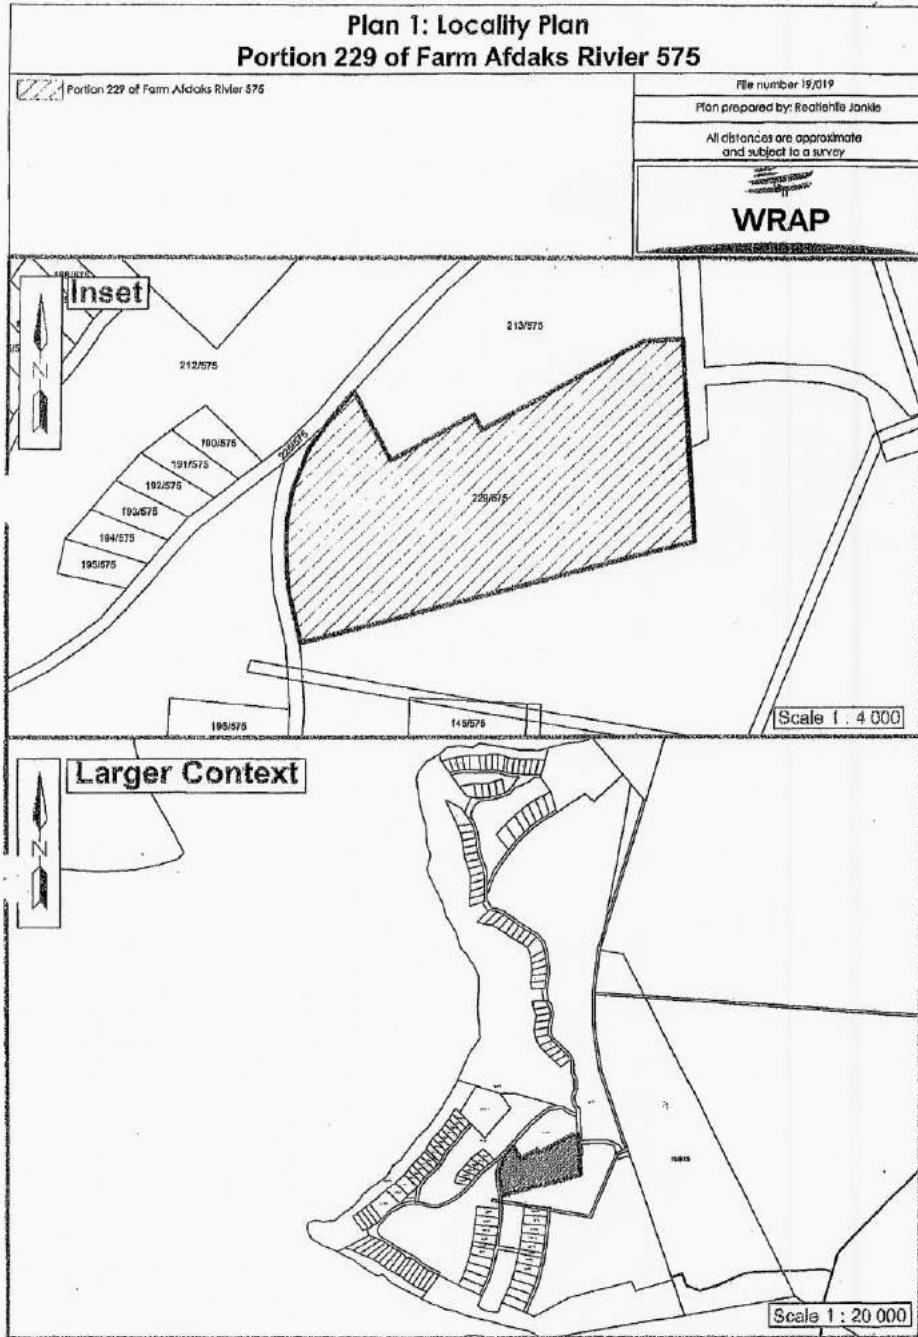 Plan 1: Locality Plan
Portion 229 of Farm Afdaks Rivier 575
Portion 229 of Farm Afdaks Rivier 575
File number 19/019
Plan prepared by: Reatlehile Jankie
All distances are approximate
and subject to a survey
WRAP
Inset
N
213/575
212/575
225/575
190/575
191/575
192/575
193/575
194/575
195/575
229/575
196/575
145/575
Scale 1 : 4 000
Larger Context
N
Scale 1 : 20 000